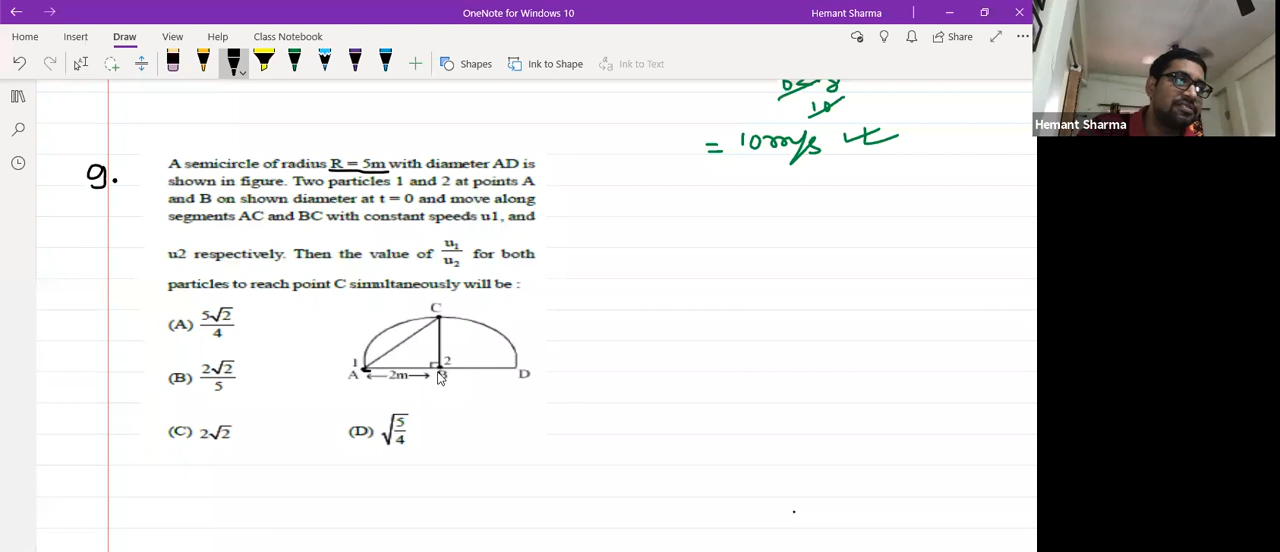 OneNote for Windows 10
Hemant Sharma
Home Insert Draw View Help Class Notebook
Share
Shapes Ink to Shape Ink to Text
Hemant Sharma
10
= 10 m/s
9.
A semicircle of radius R = 5m with diameter AD is
shown in figure. Two particles 1 and 2 at points A
and B on shown diameter at t = 0 and move along
segments AC and BC with constant speeds u1, and
u2 respectively. Then the value of u₁/u₂ for both
particles to reach point C simultaneously will be :
(A) 5√2/4
(B) 2√2/5
(C) 2√2
(D) √(5/4)
C
1 2
A ←2m→ B D